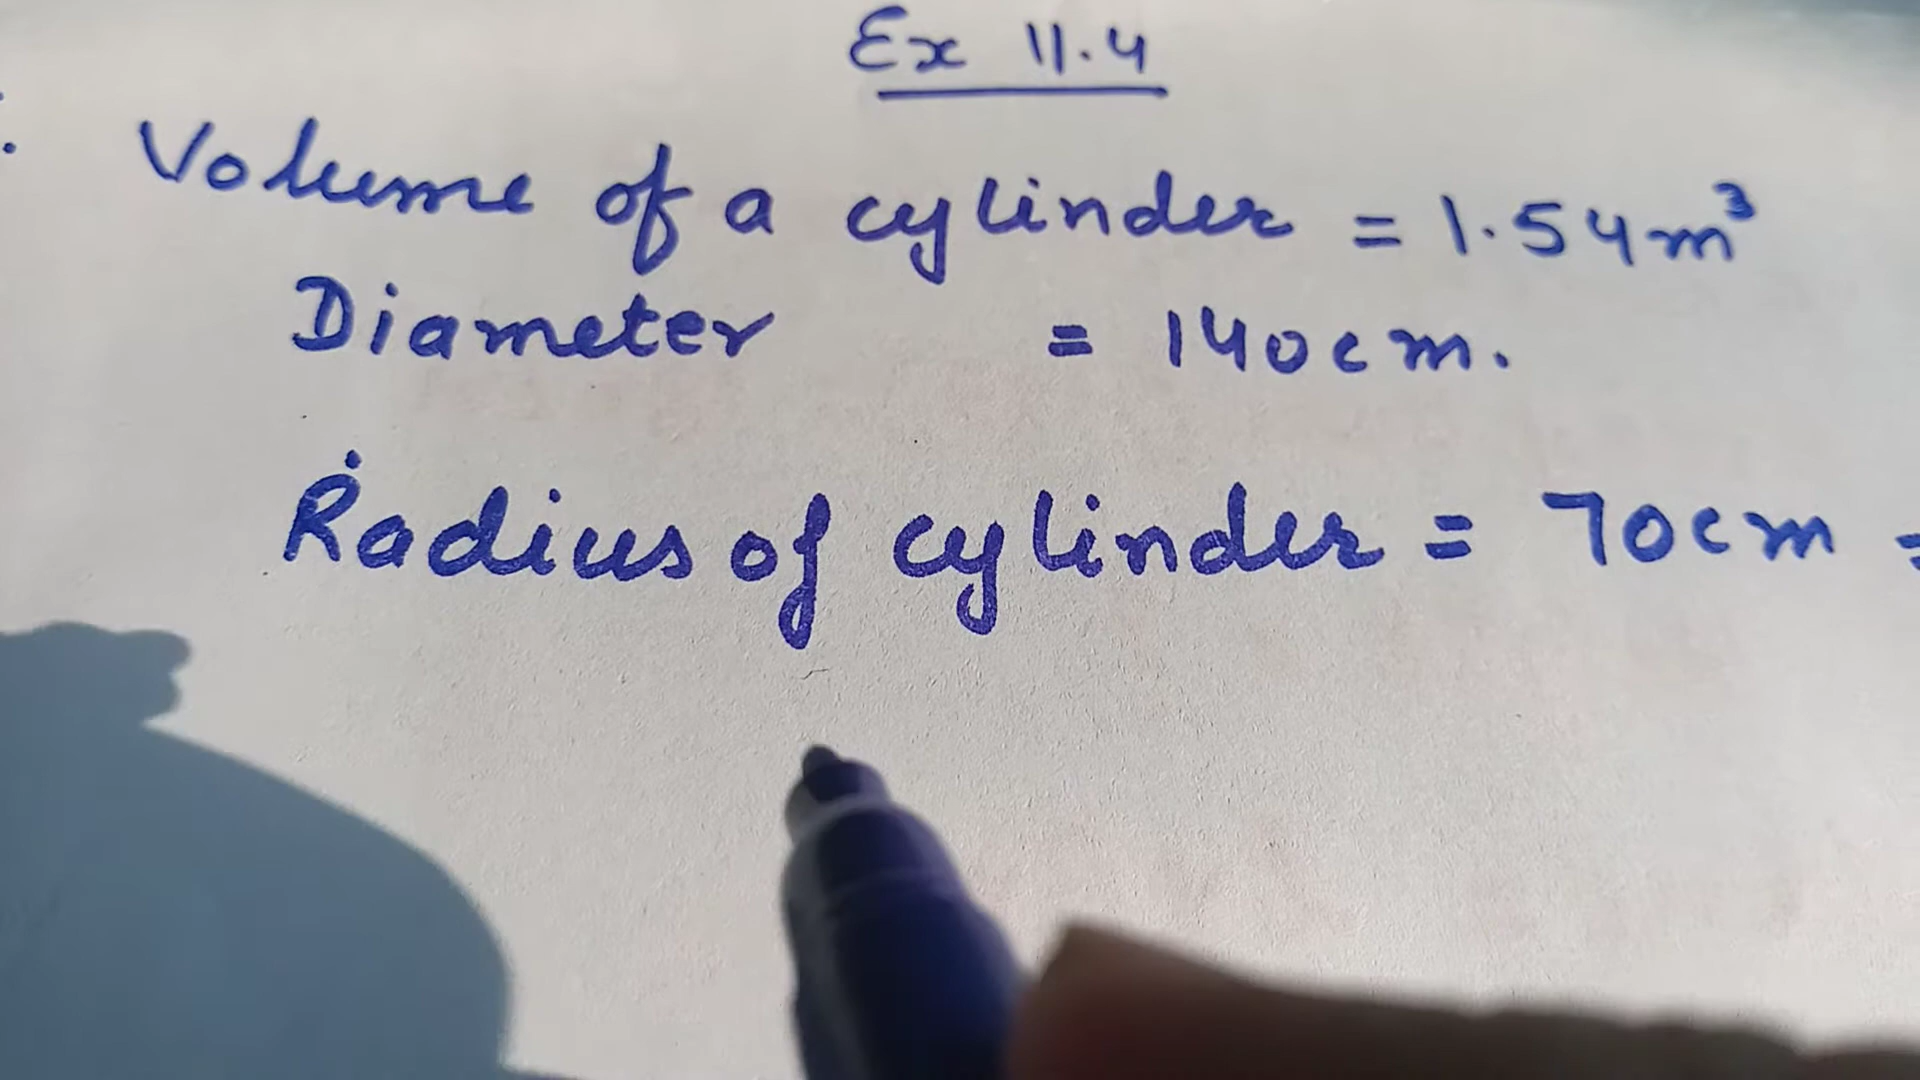 Ex 11.4
Volume of a cylinder = 1.54m³
Diameter = 140cm.
Radius of cylinder = 70cm =